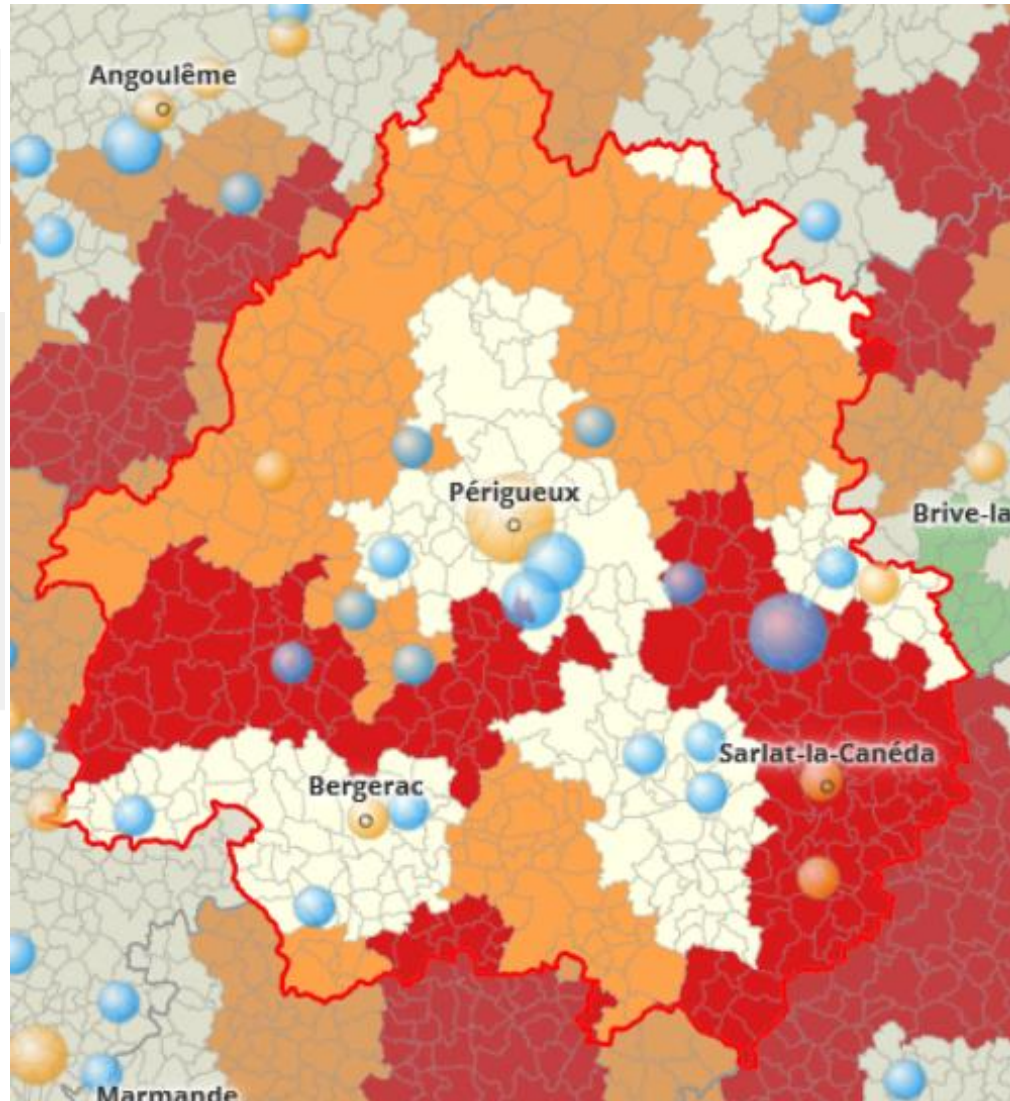 Angoulême
Périgueux
Brive-la
Sarlat-la-Canéda
Bergerac
Marmande